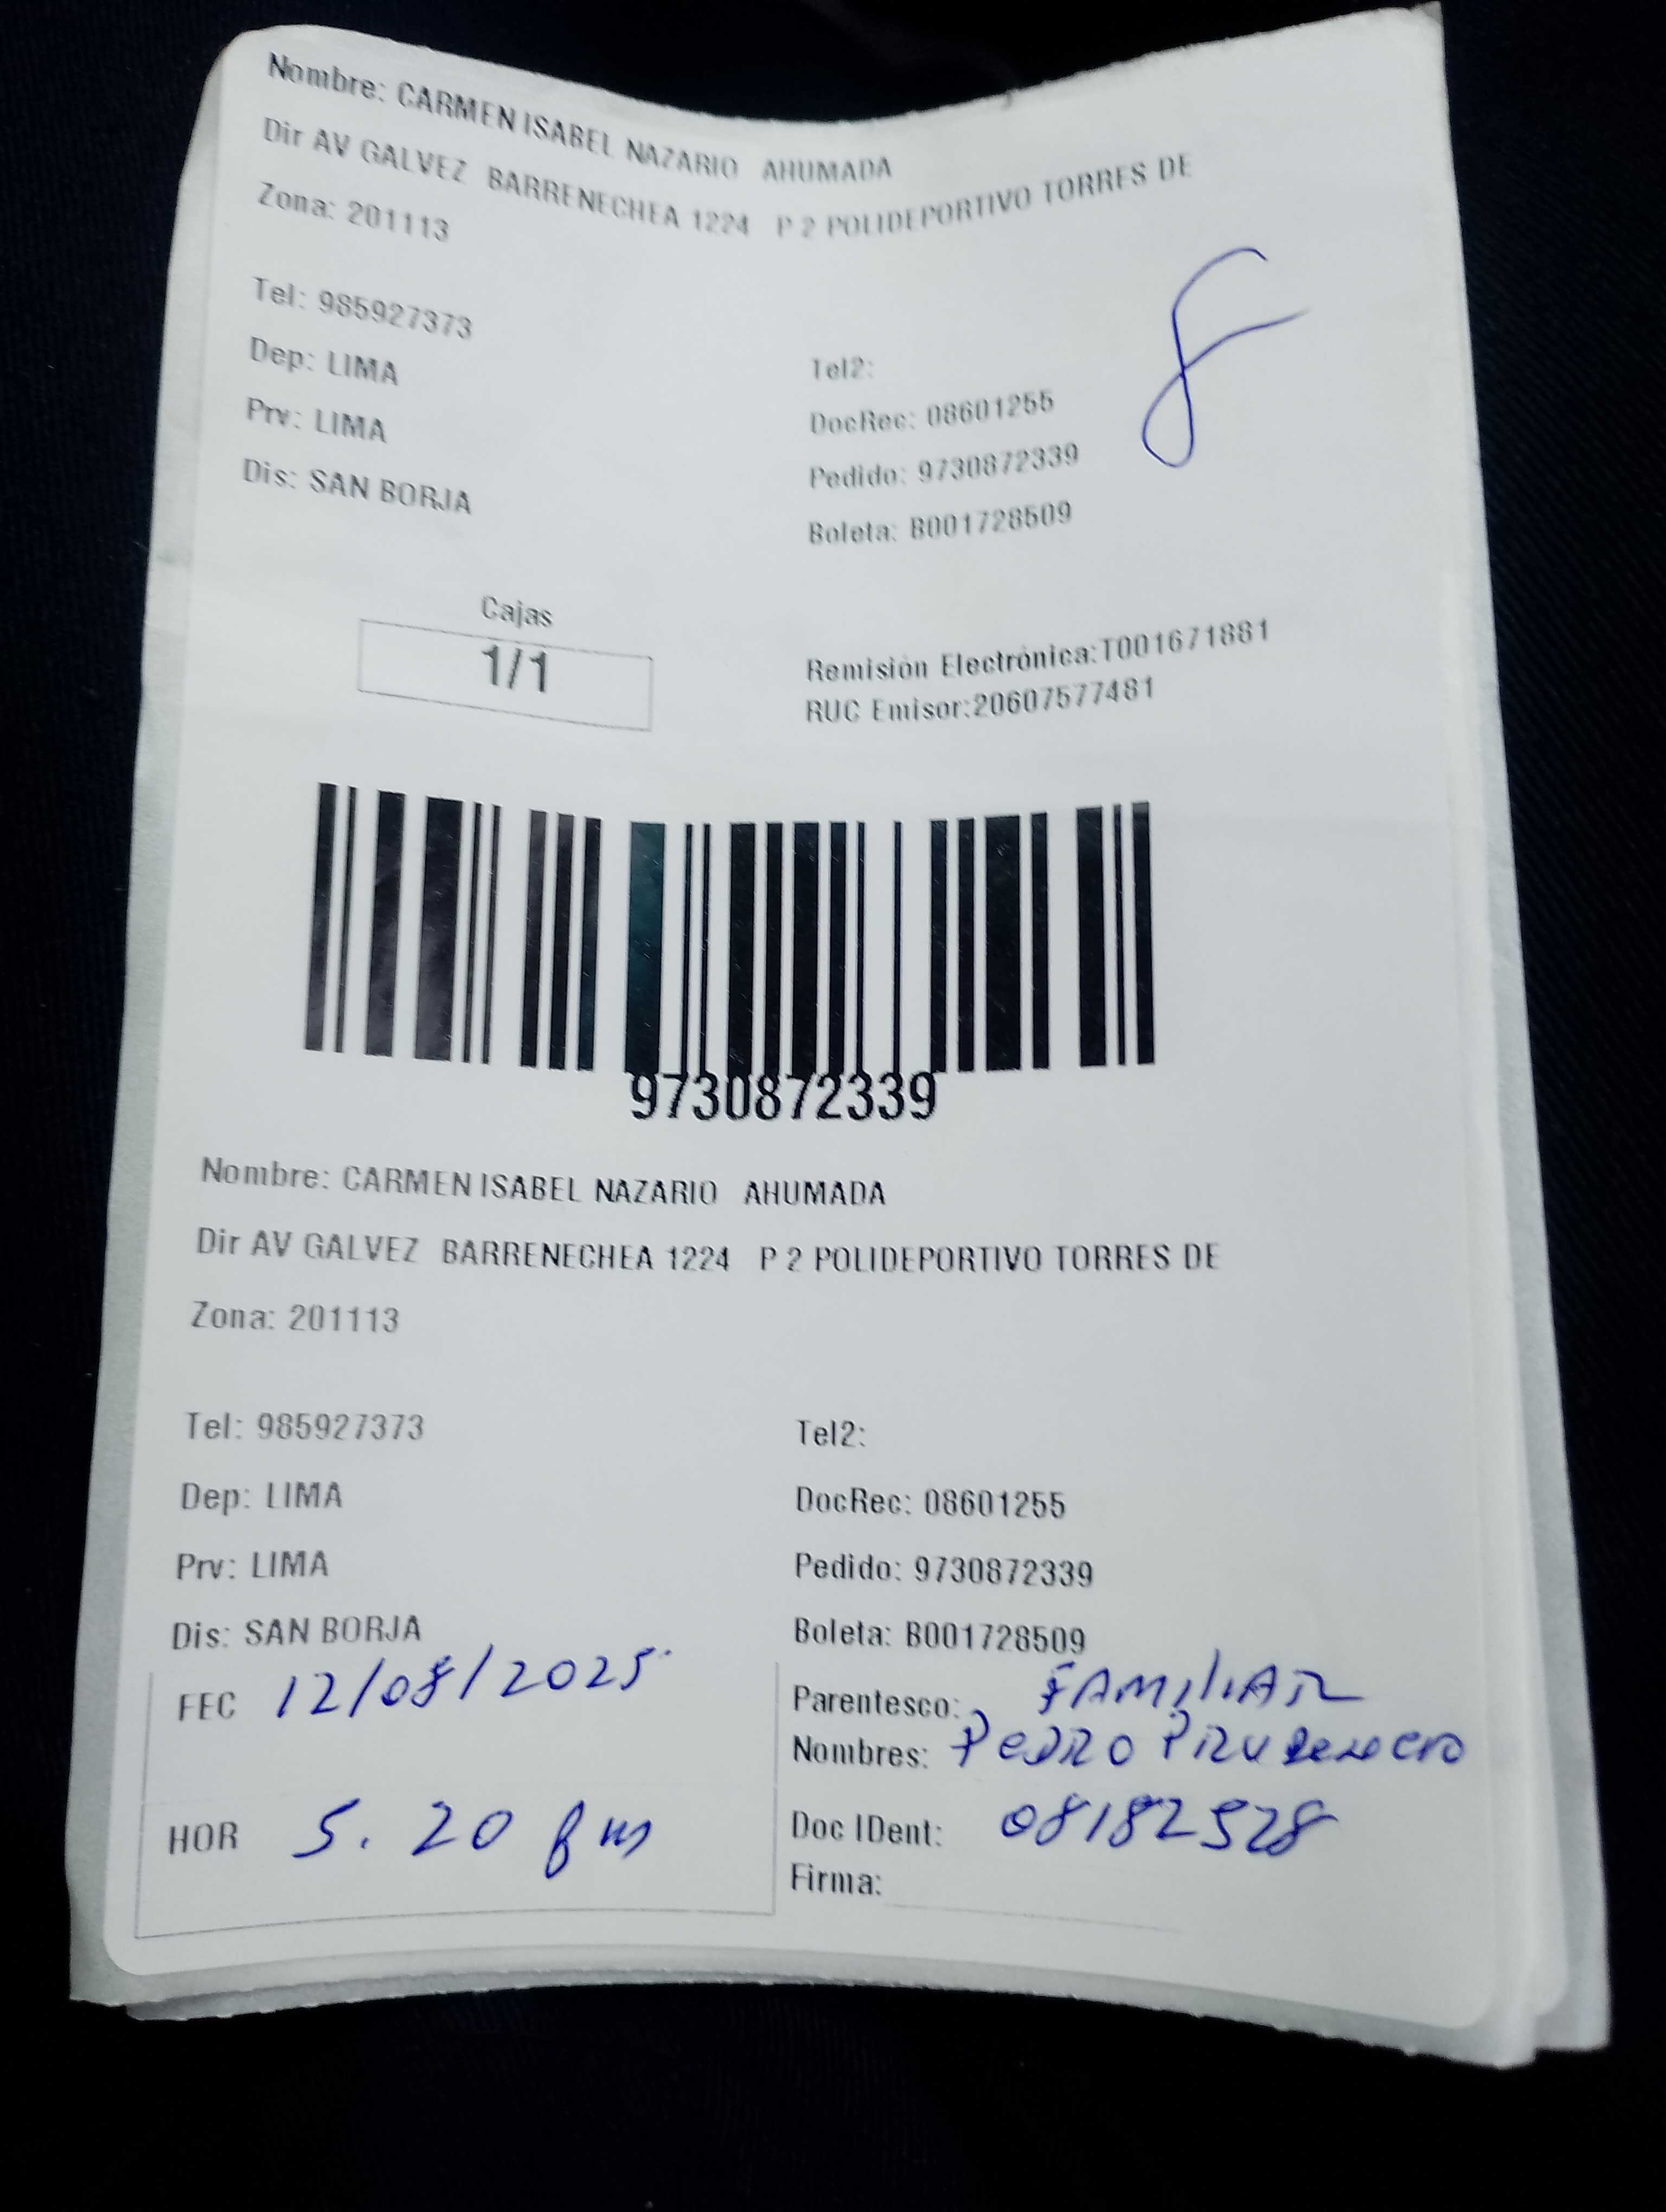 Nombre: CARMEN ISABEL NAZARIO AHUMADA
Dir AV GALVEZ BARRENECHEA 1224 P 2 POLIDEPORTIVO TORRES DE
Zona: 201113
Tel: 985927373
Tel2:
Dep: LIMA
DocRec: 08601255
Prv: LIMA
Pedido: 9730872339
Dis: SAN BORJA
Boleta: B001728509
Cajas
1/1
Remisión Electrónica:T001671881
RUC Emisor:20607577481
9730872339
Nombre: CARMEN ISABEL NAZARIO AHUMADA
Dir AV GALVEZ BARRENECHEA 1224 P 2 POLIDEPORTIVO TORRES DE
Zona: 201113
Tel: 985927373
Tel2:
Dep: LIMA
DocRec: 08601255
Prv: LIMA
Pedido: 9730872339
Dis: SAN BORJA
Boleta: B001728509
FEC 12/08/2025
Parentesco: FAMILIAR
Nombres: PEDRO
HOR 5.20 pm
Doc IDent: 08182528
Firma: